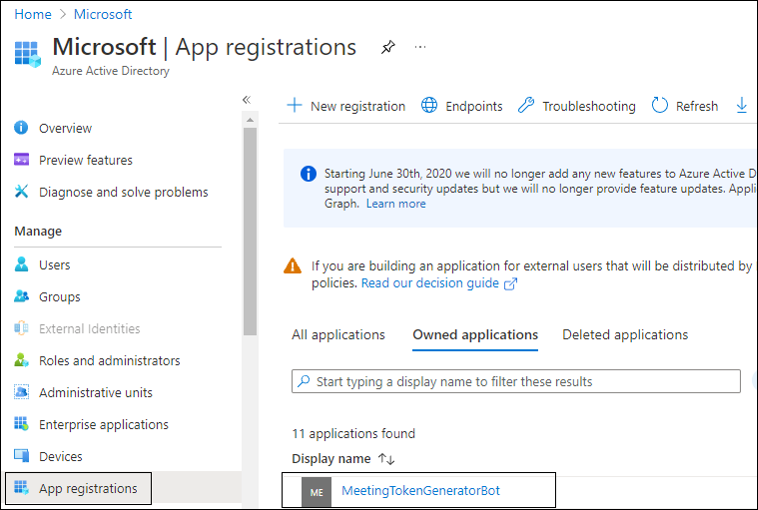 Home > Microsoft
Microsoft | App registrations
Azure Active Directory
Overview
Preview features
Diagnose and solve problems
Manage
Users
Groups
External Identities
Roles and administrators
Administrative units
Enterprise applications
Devices
App registrations
New registration Endpoints Troubleshooting Refresh
Starting June 30th, 2020 we will no longer add any new features to Azure Active D
support and security updates but we will no longer provide feature updates. Appli
Graph. Learn more
If you are building an application for external users that will be distributed by
policies. Read our decision guide
All applications Owned applications Deleted applications
Start typing a display name to filter these results
11 applications found
Display name
ME MeetingTokenGeneratorBot